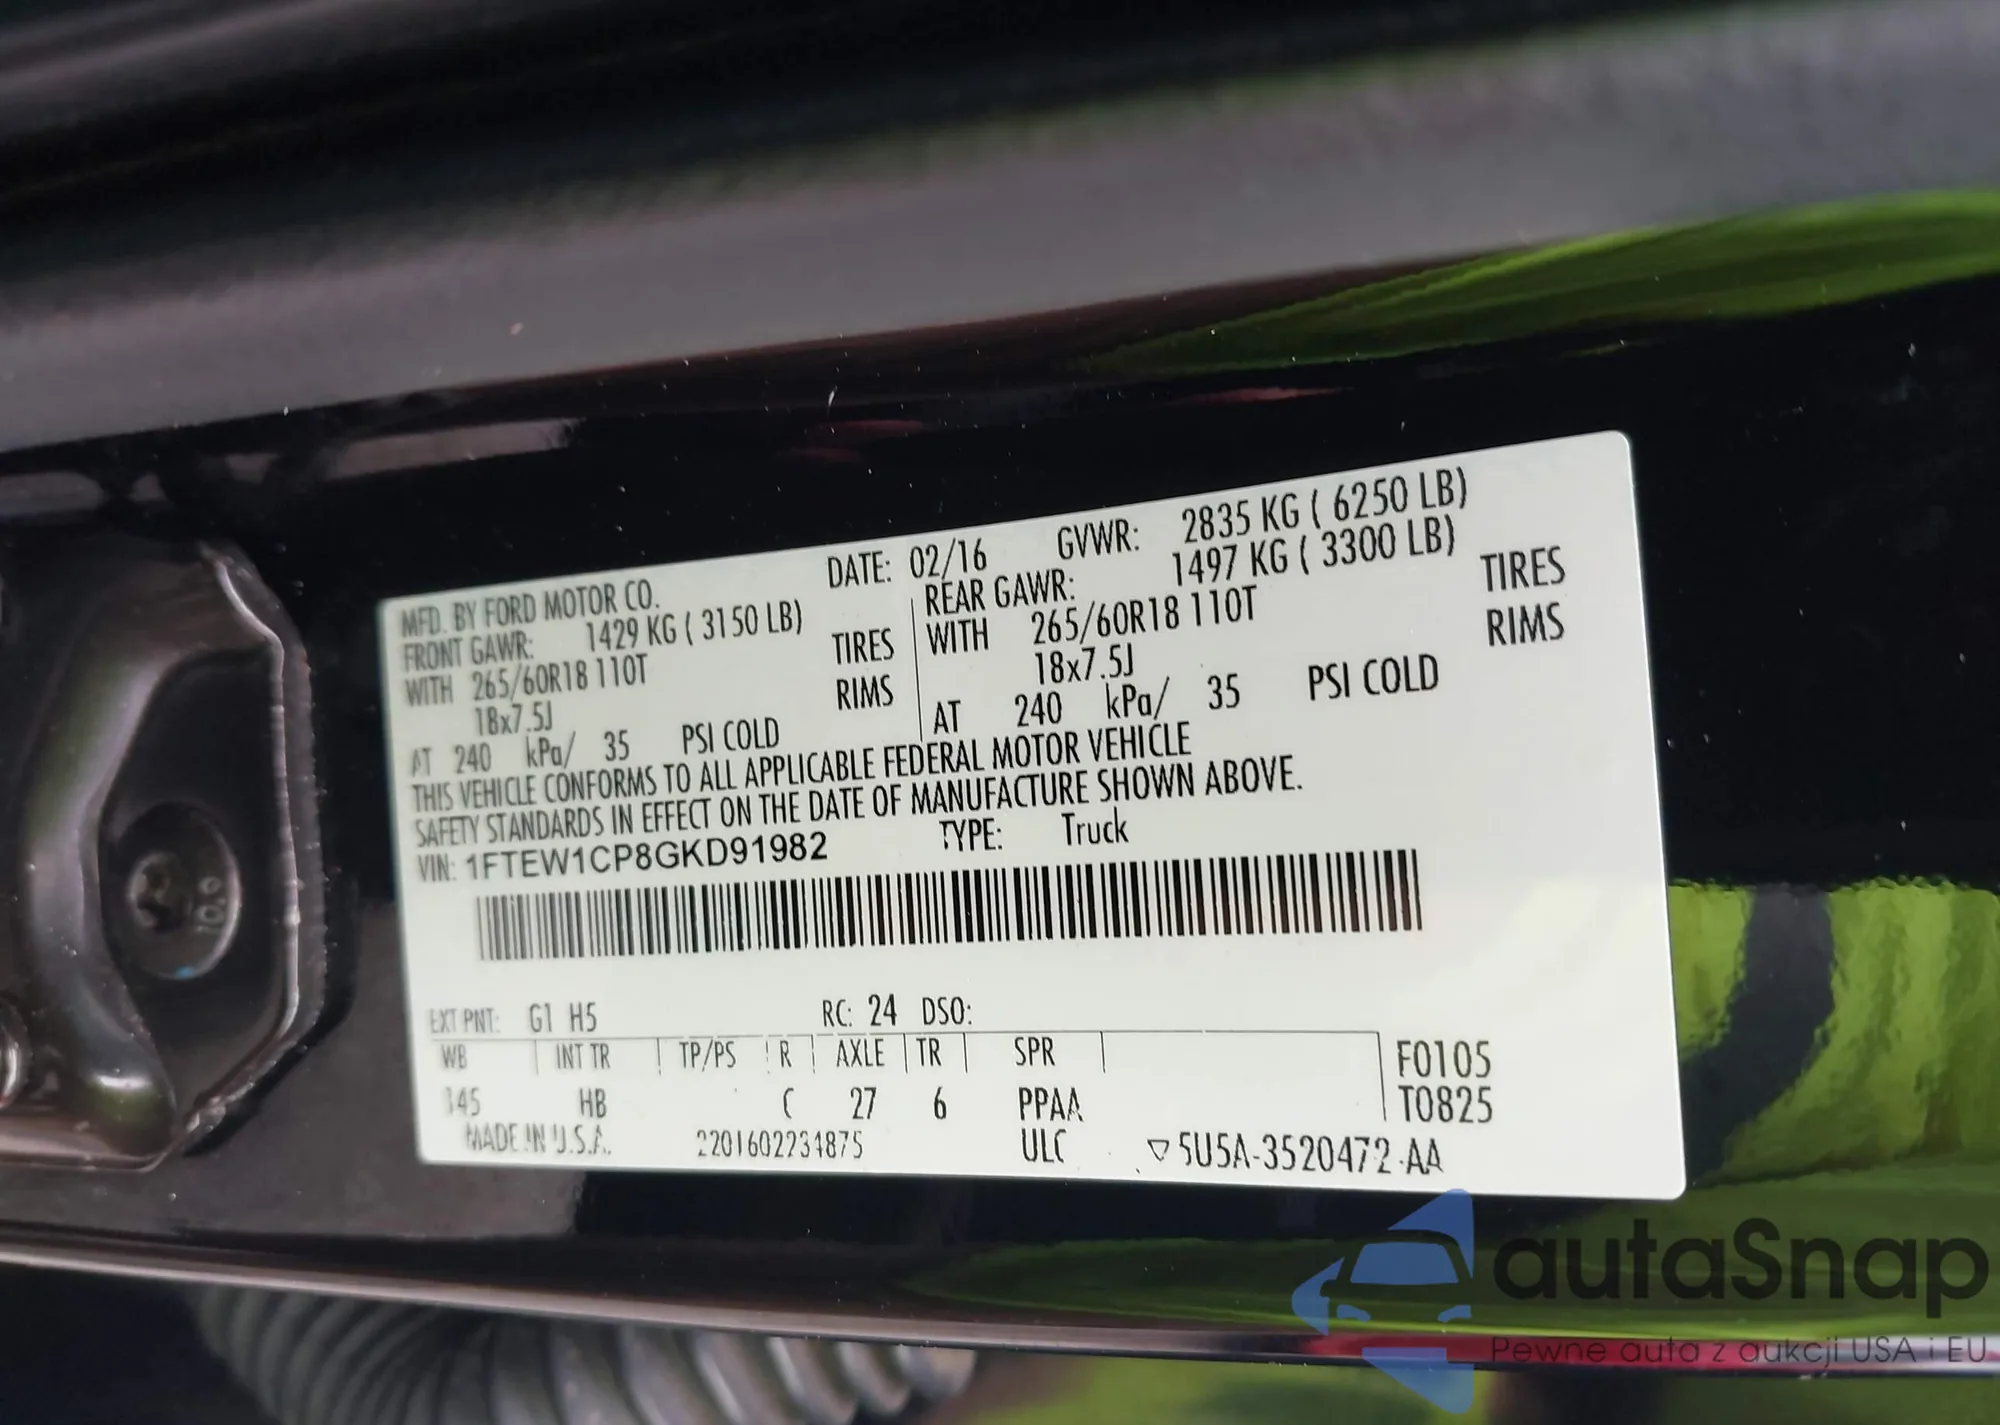 MFD. BY FORD MOTOR CO. DATE: 02/16 GVWR: 2835 KG ( 6250 LB)
FRONT GAWR: 1429 KG ( 3150 LB) REAR GAWR: 1497 KG ( 3300 LB)
WITH 265/60R18 110T TIRES WITH 265/60R18 110T TIRES
18x7.5J RIMS 18x7.5J RIMS
AT 240 kPa/ 35 PSI COLD AT 240 kPa/ 35 PSI COLD
THIS VEHICLE CONFORMS TO ALL APPLICABLE FEDERAL MOTOR VEHICLE
SAFETY STANDARDS IN EFFECT ON THE DATE OF MANUFACTURE SHOWN ABOVE.
VIN: 1FTEW1CP8GKD91982 TYPE: Truck
EXT PNT: G1 H5 RC: 24 DSO:
WB INT TR TP/PS R AXLE TR SPR F0105
145 HB C 27 6 PPAA T0825
MADE IN U.S.A. ULC 5U5A-3520472-AA
autaSnap
Pewne auta z aukcji USA i EU